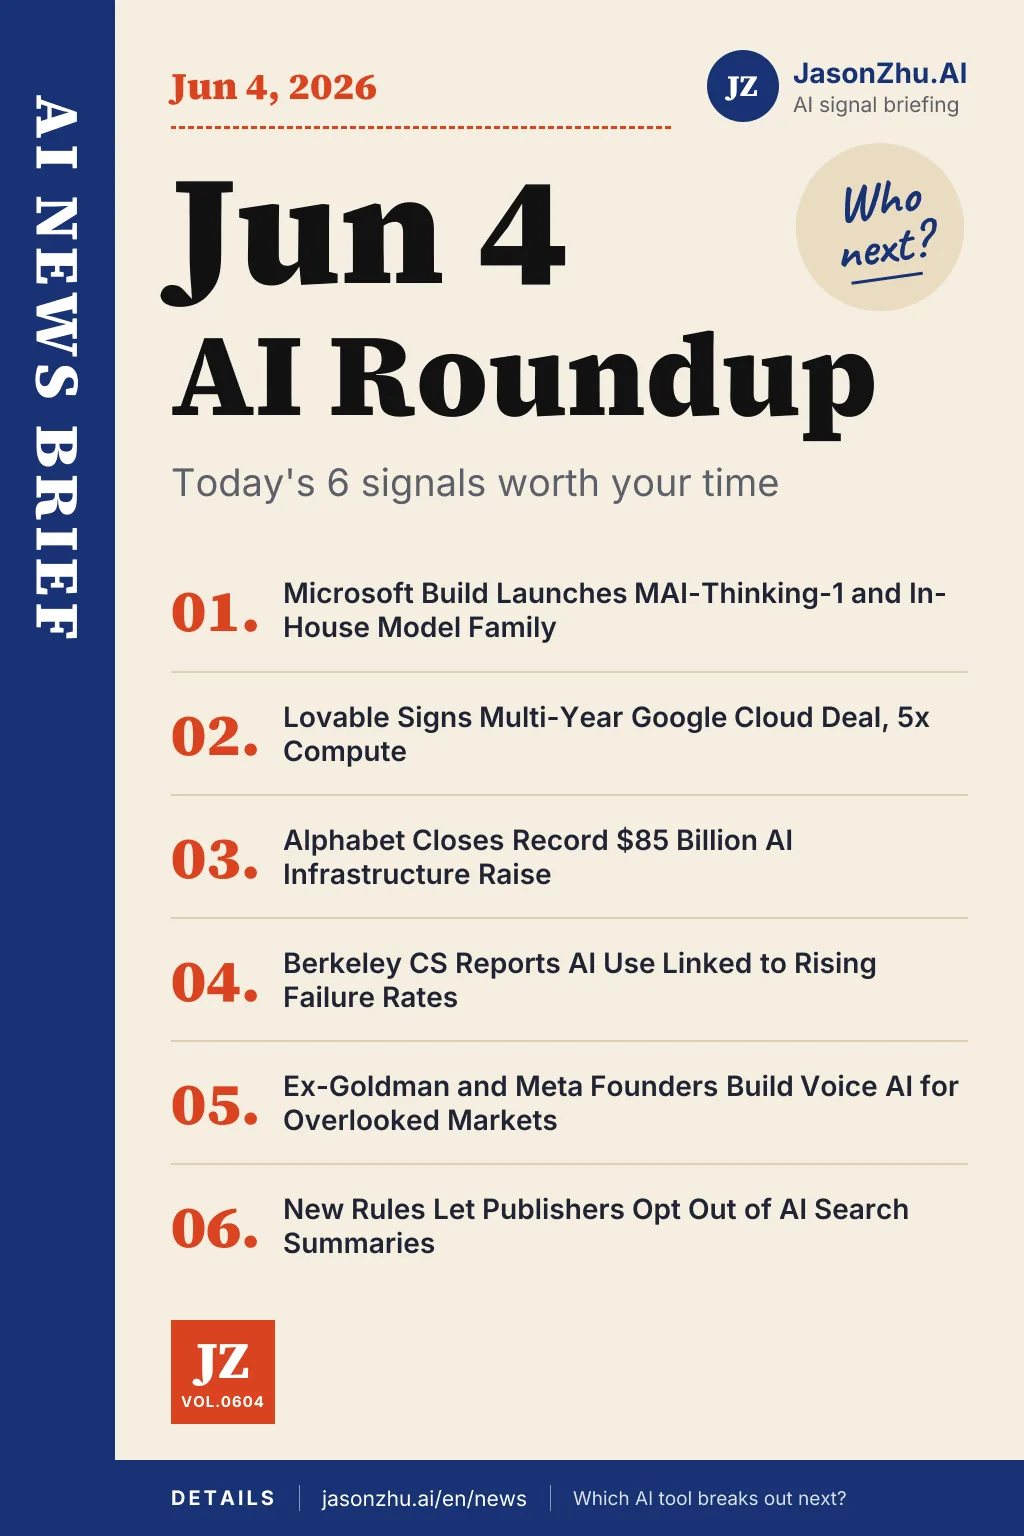 AI NEWS BRIEF
Jun 4, 2026
JZ
JasonZhu.AI
AI signal briefing
Who
next?
Jun 4
AI Roundup
Today's 6 signals worth your time
01.
Microsoft Build Launches MAI-Thinking-1 and In-
House Model Family
02.
Lovable Signs Multi-Year Google Cloud Deal, 5x
Compute
03.
Alphabet Closes Record $85 Billion AI
Infrastructure Raise
04.
Berkeley CS Reports AI Use Linked to Rising
Failure Rates
05.
Ex-Goldman and Meta Founders Build Voice AI for
Overlooked Markets
06.
New Rules Let Publishers Opt Out of AI Search
Summaries
JZ
VOL.0604
DETAILS
jasonzhu.ai/en/news
Which AI tool breaks out next?